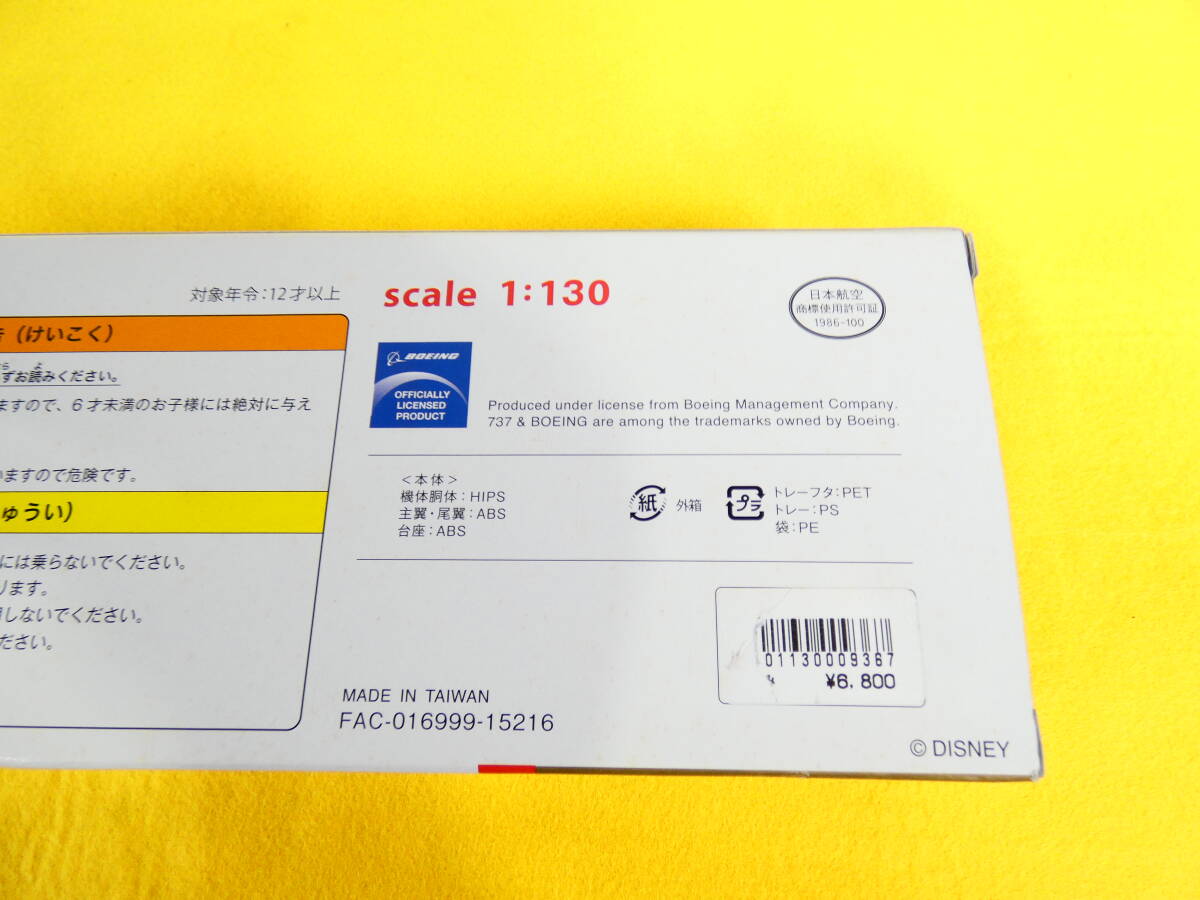 対象年令：12才以上
scale 1:130
日本航空
商標使用許可証
1986-100
(けいこく)
ずお読みください。
ますので、6才未満のお子様には絶対に与え
いますので危険です。
ゅうい)
には乗らないでください。
ります。
しないでください。
ださい。
BOEING
OFFICIALLY
LICENSED
PRODUCT
Produced under license from Boeing Management Company.
737 & BOEING are among the trademarks owned by Boeing.
＜本体＞
機体胴体：HIPS
主翼・尾翼：ABS
台座：ABS
紙 外箱
プラ
トレーフタ：PET
トレー：PS
袋：PE
01130009367
¥6,800
MADE IN TAIWAN
FAC-016999-15216
© DISNEY